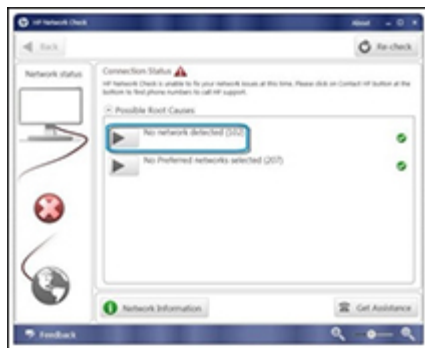 HP Network Check
About
Back
Re-check
Network status
Connection Status
HP Network Check is unable to fix your network issues at this time. Please click on Contact HP button at the
bottom to find phone numbers to call HP support.
Possible Root Causes
No network detected (102)
No Preferred networks selected (207)
Network Information
Get Assistance
Feedback